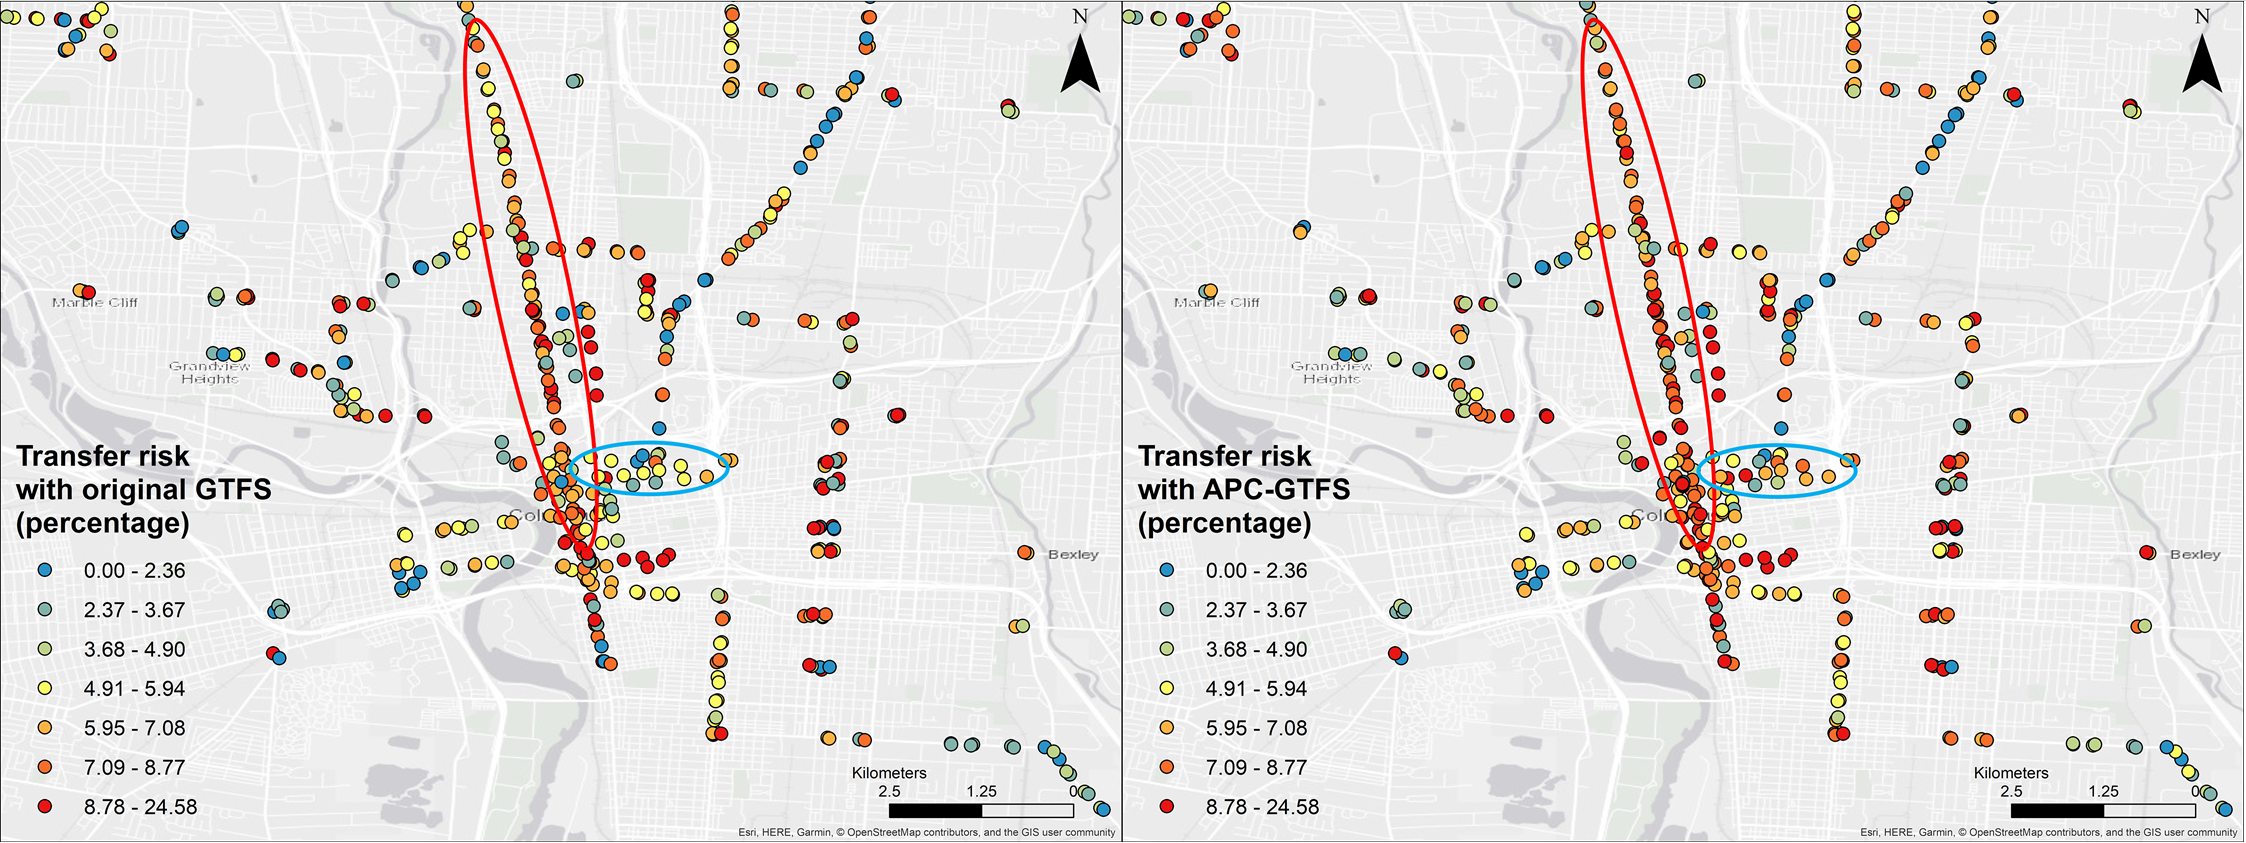 N
Marble Cliff
Grandview
Heights
Transfer risk
with original GTFS
(percentage)
0.00 - 2.36
2.37 - 3.67
3.68 - 4.90
4.91 - 5.94
5.95 - 7.08
7.09 - 8.77
8.78 - 24.58
Bexley
Kilometers
2.5 1.25 0
Esri, HERE, Garmin, © OpenStreetMap contributors, and the GIS user community
N
Marble Cliff
Grandview
Heights
Transfer risk
with APC-GTFS
(percentage)
0.00 - 2.36
2.37 - 3.67
3.68 - 4.90
4.91 - 5.94
5.95 - 7.08
7.09 - 8.77
8.78 - 24.58
Bexley
Kilometers
2.5 1.25 0
Esri, HERE, Garmin, © OpenStreetMap contributors, and the GIS user community